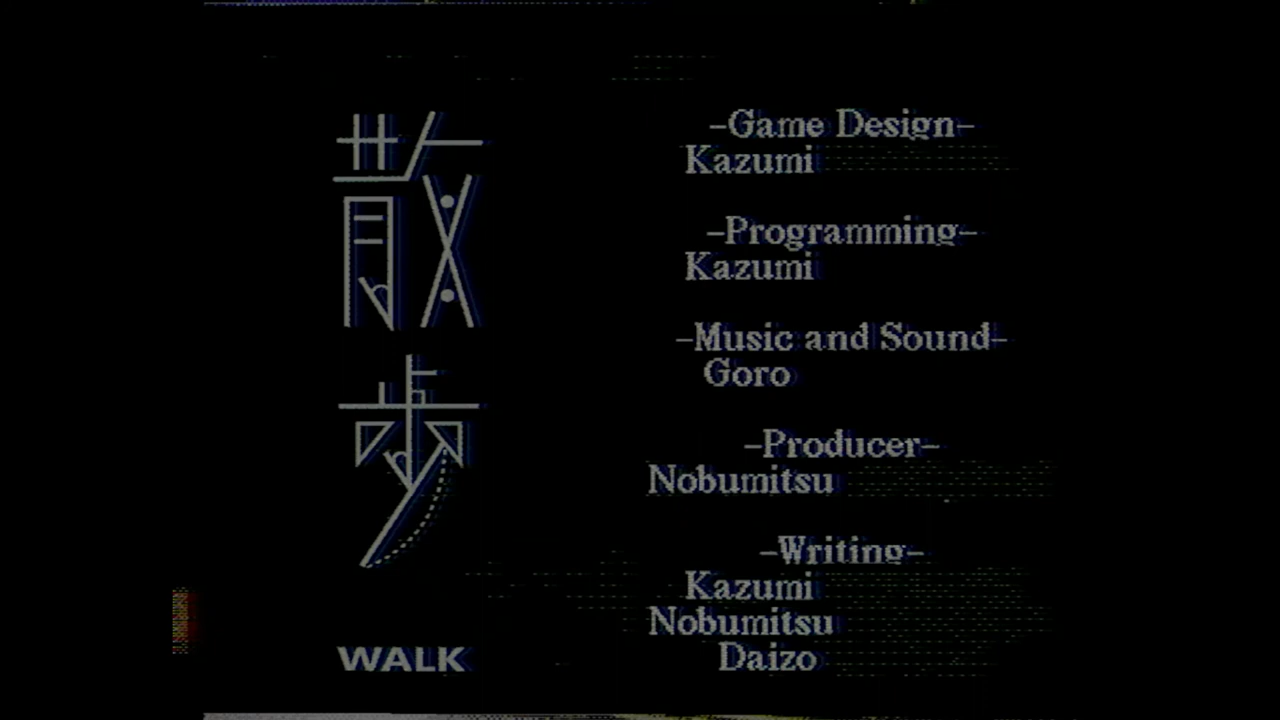 散歩
WALK
-Game Design-
Kazumi
-Programming-
Kazumi
-Music and Sound-
Goro
-Producer-
Nobumitsu
-Writing-
Kazumi
Nobumitsu
Daizo